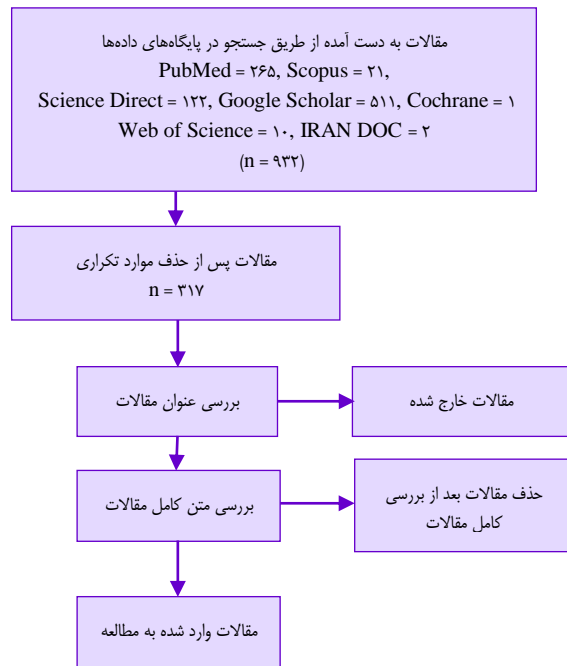 مقالات به دست آمده از طریق جستجو در پایگاه‌های داده‌ها
PubMed = ۲۶۵, Scopus = ۲۱,
Science Direct = ۱۲۲, Google Scholar = ۵۱۱, Cochrane = ۱
Web of Science = ۱۰, IRAN DOC = ۲
(n = ۹۳۲)
مقالات پس از حذف موارد تکراری
n = ۳۱۷
بررسی عنوان مقالات
مقالات خارج شده
بررسی متن کامل مقالات
حذف مقالات بعد از بررسی
کامل مقالات
مقالات وارد شده به مطالعه